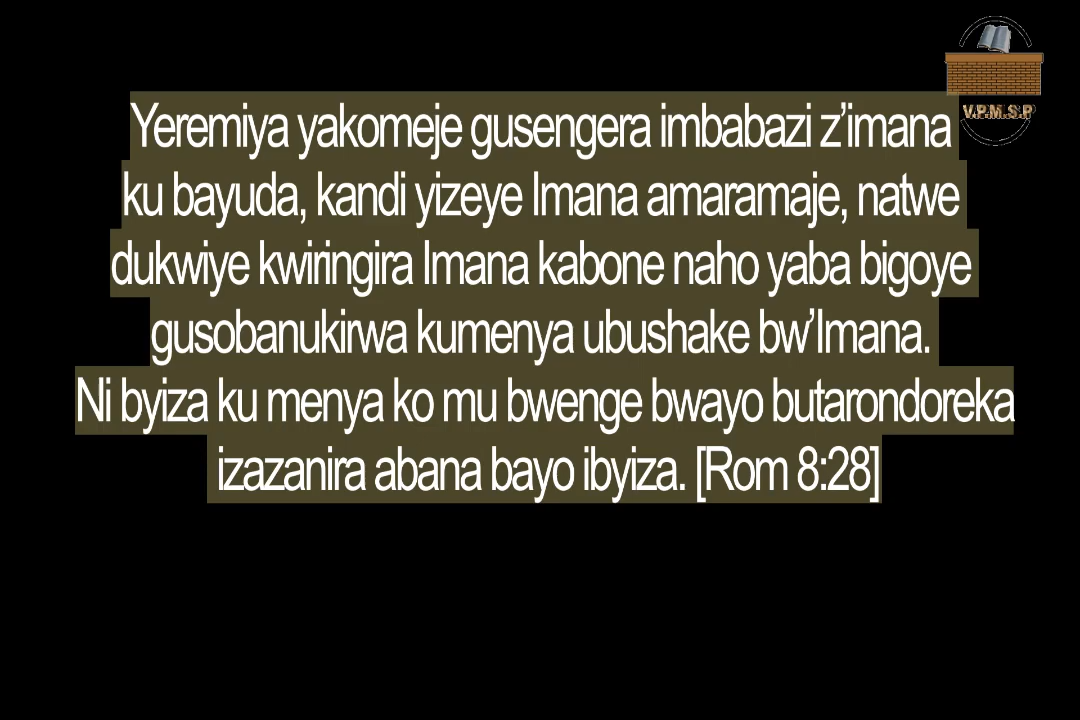 V.P.M.S.P
Yeremiya yakomeje gusengera imbabazi z’imana
ku bayuda, kandi yizeye Imana amaramaje, natwe
dukwiye kwiringira Imana kabone naho yaba bigoye
gusobanukirwa kumenya ubushake bw’Imana.
Ni byiza ku menya ko mu bwenge bwayo butarondoreka
izazanira abana bayo ibyiza. [Rom 8:28]